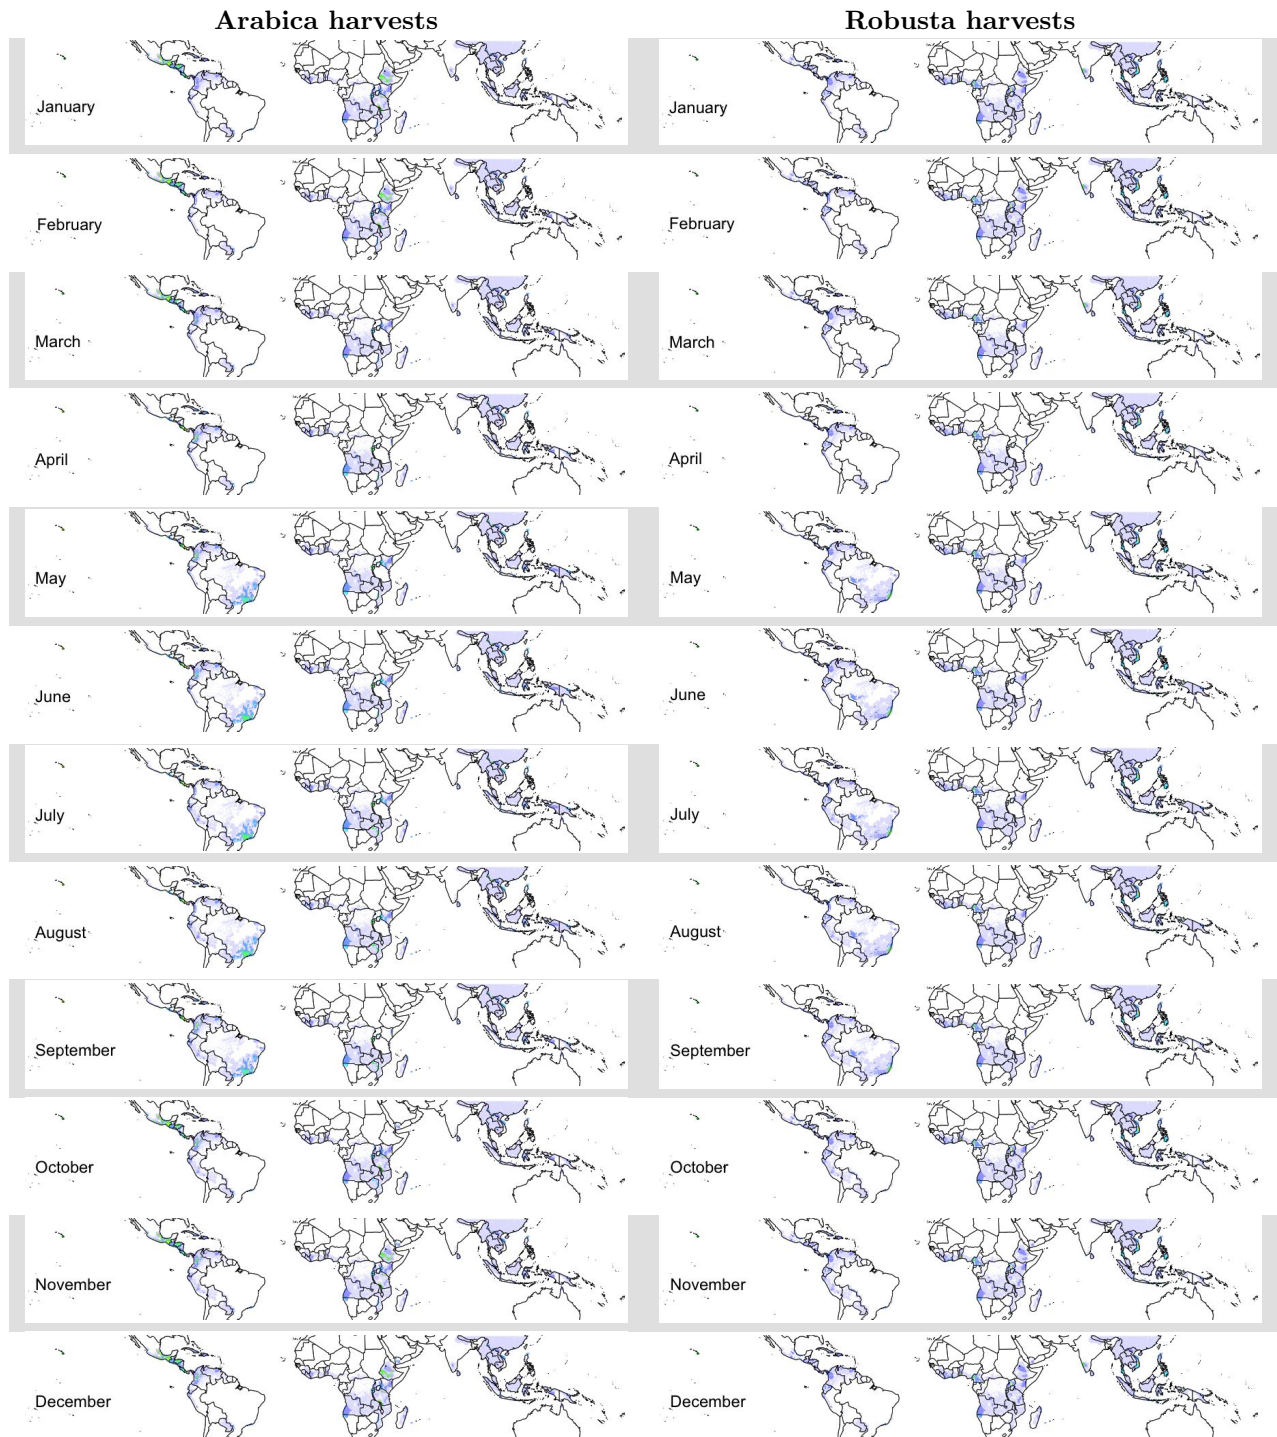 Arabica harvests Robusta harvests
January January
February February
March March
April April
May May
June June
July July
August August
September September
October October
November November
December December